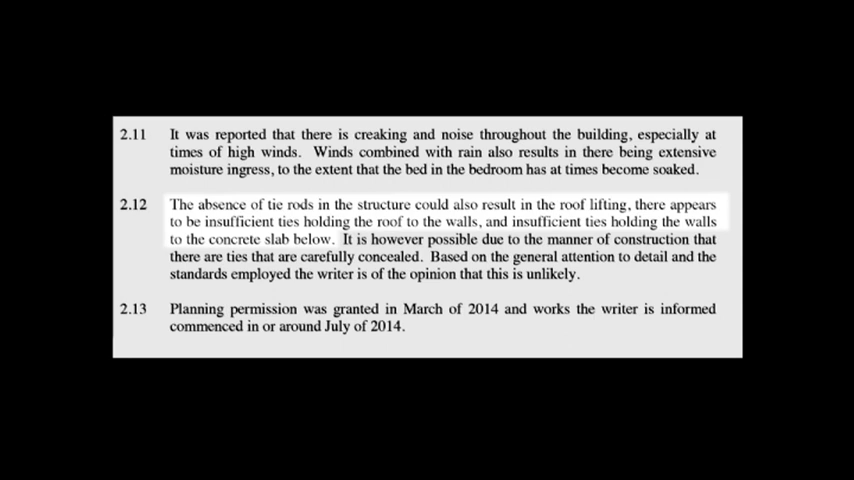 2.11 It was reported that there is creaking and noise throughout the building, especially at
times of high winds. Winds combined with rain also results in there being extensive
moisture ingress, to the extent that the bed in the bedroom has at times become soaked.
2.12 The absence of tie rods in the structure could also result in the roof lifting, there appears
to be insufficient ties holding the roof to the walls, and insufficient ties holding the walls
to the concrete slab below. It is however possible due to the manner of construction that
there are ties that are carefully concealed. Based on the general attention to detail and the
standards employed the writer is of the opinion that this is unlikely.
2.13 Planning permission was granted in March of 2014 and works the writer is informed
commenced in or around July of 2014.